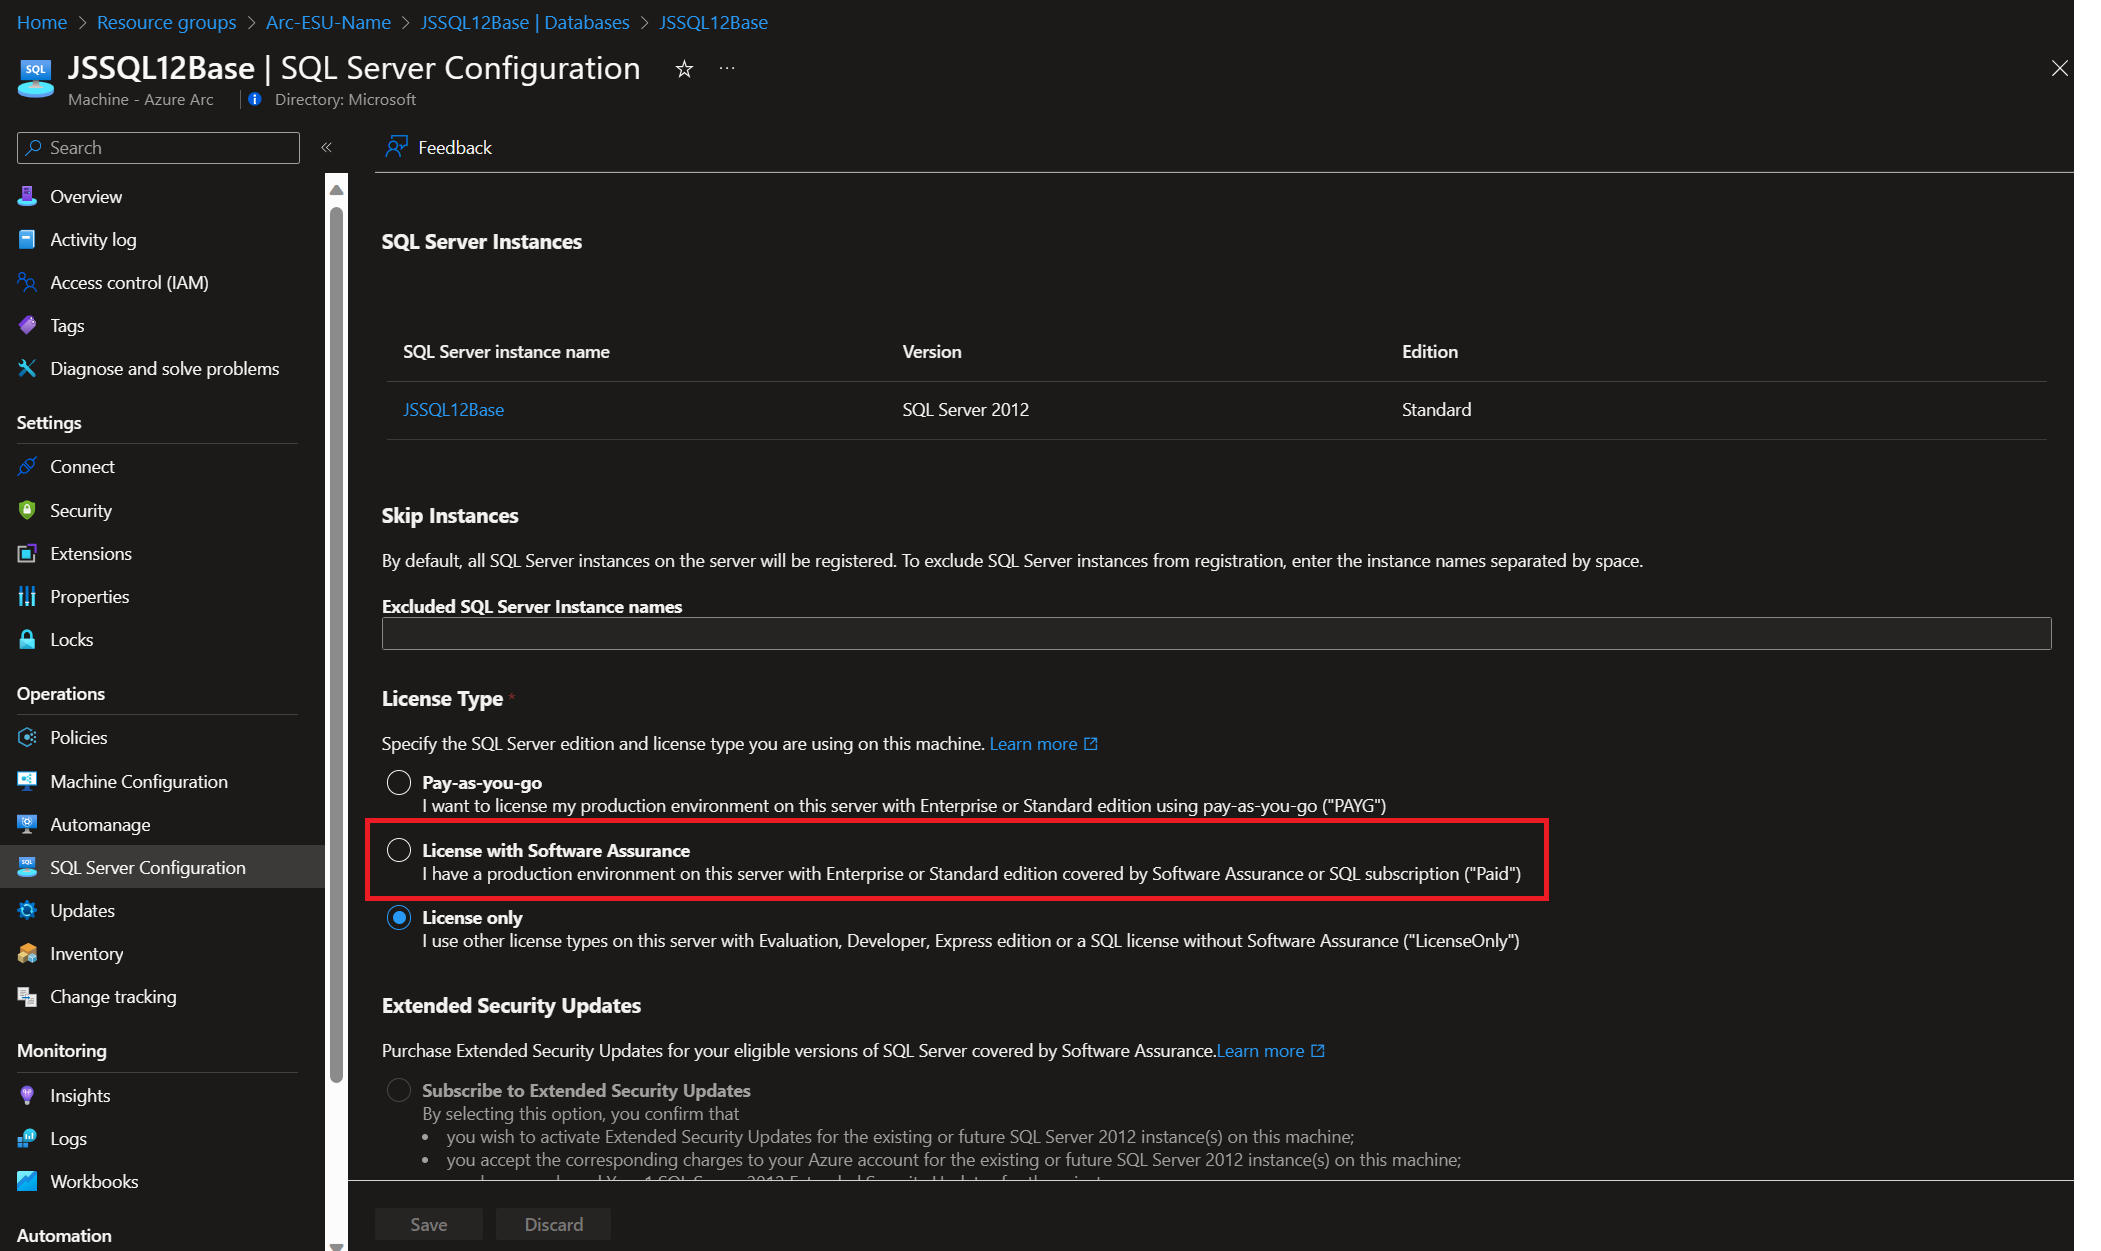 Home > Resource groups > Arc-ESU-Name > JSSQL12Base | Databases > JSSQL12Base
SQL
JSSQL12Base | SQL Server Configuration
Machine - Azure Arc
Directory: Microsoft
Search
Feedback
Overview
Activity log
Access control (IAM)
Tags
Diagnose and solve problems
Settings
Connect
Security
Extensions
Properties
Locks
Operations
Policies
Machine Configuration
Automanage
SQL Server Configuration
Updates
Inventory
Change tracking
Monitoring
Insights
Logs
Workbooks
Automation
SQL Server Instances
SQL Server instance name Version Edition
JSSQL12Base SQL Server 2012 Standard
Skip Instances
By default, all SQL Server instances on the server will be registered. To exclude SQL Server instances from registration, enter the instance names separated by space.
Excluded SQL Server Instance names
License Type *
Specify the SQL Server edition and license type you are using on this machine. Learn more
Pay-as-you-go
I want to license my production environment on this server with Enterprise or Standard edition using pay-as-you-go ("PAYG")
License with Software Assurance
I have a production environment on this server with Enterprise or Standard edition covered by Software Assurance or SQL subscription ("Paid")
License only
I use other license types on this server with Evaluation, Developer, Express edition or a SQL license without Software Assurance ("LicenseOnly")
Extended Security Updates
Purchase Extended Security Updates for your eligible versions of SQL Server covered by Software Assurance.Learn more
Subscribe to Extended Security Updates
By selecting this option, you confirm that
• you wish to activate Extended Security Updates for the existing or future SQL Server 2012 instance(s) on this machine;
• you accept the corresponding charges to your Azure account for the existing or future SQL Server 2012 instance(s) on this machine;
Save
Discard